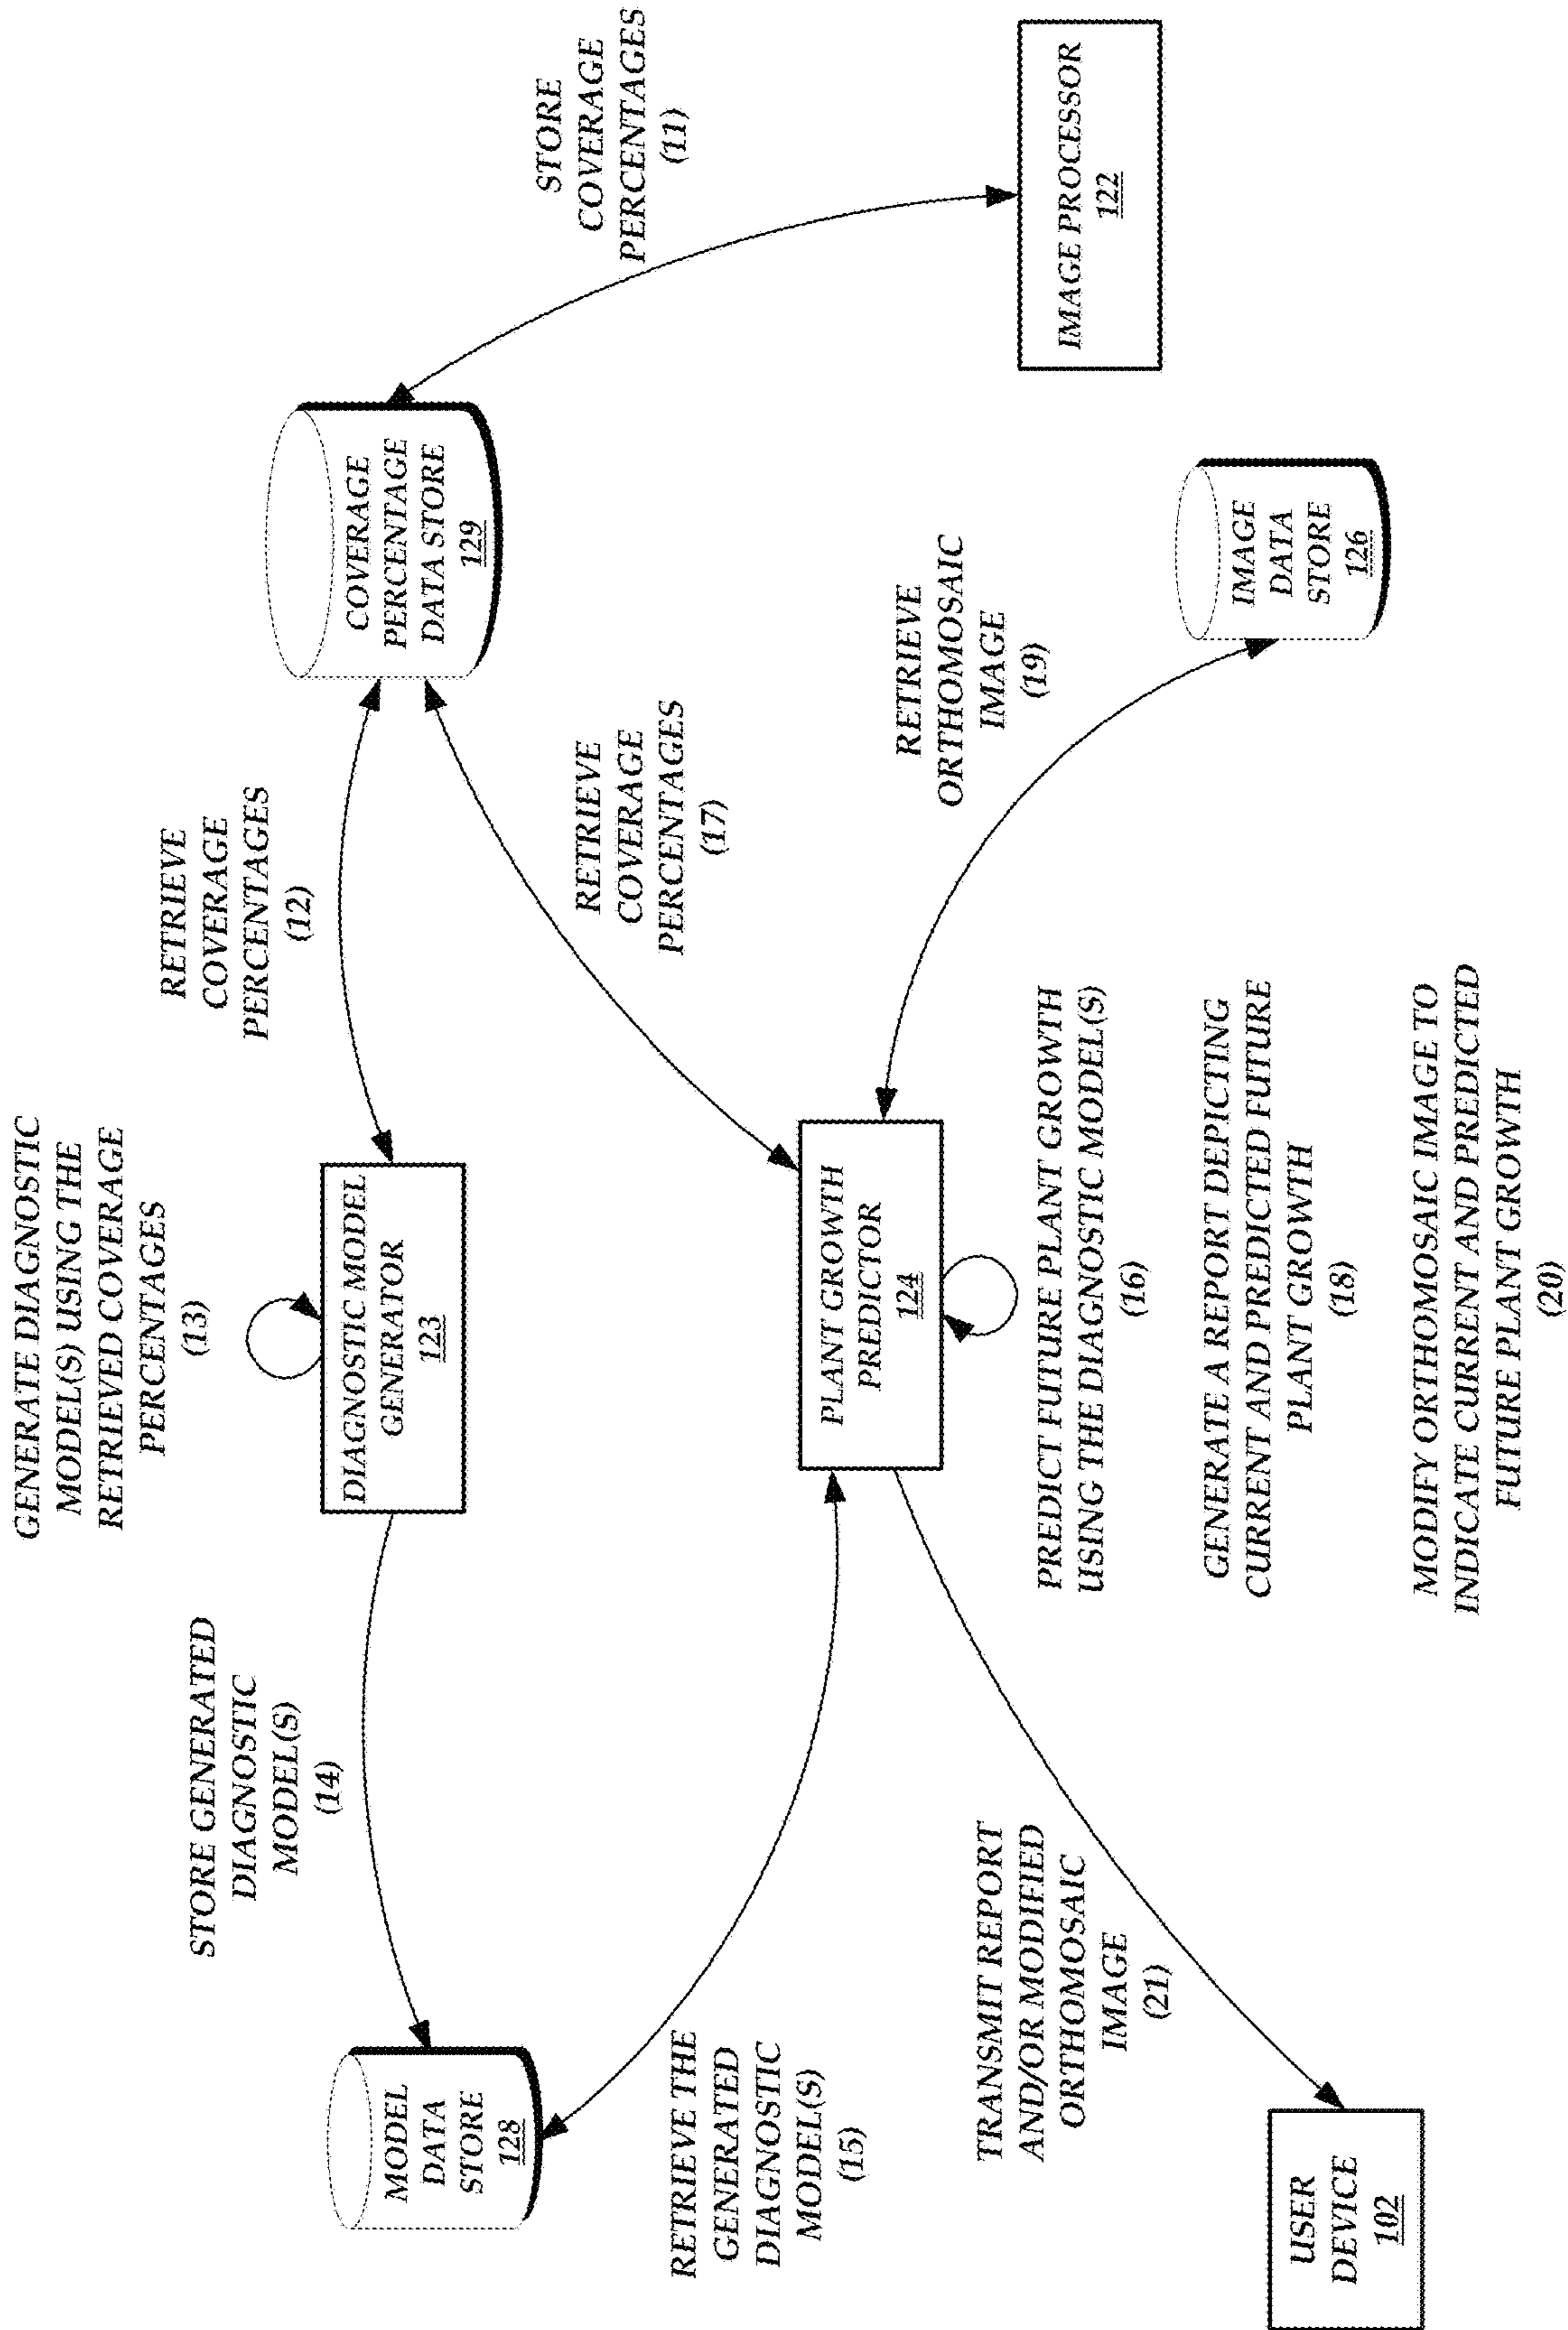 GENERATE DIAGNOSTIC
MODEL(S) USING THE
RETRIEVED COVERAGE
PERCENTAGES
(13)
STORE GENERATED
DIAGNOSTIC
MODEL(S)
(14)
RETRIEVE
COVERAGE
PERCENTAGES
(12)
MODEL
DATA
STORE
128
DIAGNOSTIC MODEL
GENERATOR
123
COVERAGE
PERCENTAGE
DATA STORE
129
STORE
COVERAGE
PERCENTAGES
(11)
RETRIEVE THE
GENERATED
DIAGNOSTIC
MODEL(S)
(15)
RETRIEVE
COVERAGE
PERCENTAGES
(17)
PLANT GROWTH
PREDICTOR
124
RETRIEVE
ORTHOMOSAIC
IMAGE
(19)
TRANSMIT REPORT
AND/OR MODIFIED
ORTHOMOSAIC
IMAGE
(21)
PREDICT FUTURE PLANT GROWTH
USING THE DIAGNOSTIC MODEL(S)
(16)
IMAGE PROCESSOR
122
GENERATE A REPORT DEPICTING
CURRENT AND PREDICTED FUTURE
PLANT GROWTH
(18)
IMAGE
DATA
STORE
126
USER
DEVICE
102
MODIFY ORTHOMOSAIC IMAGE TO
INDICATE CURRENT AND PREDICTED
FUTURE PLANT GROWTH
(20)